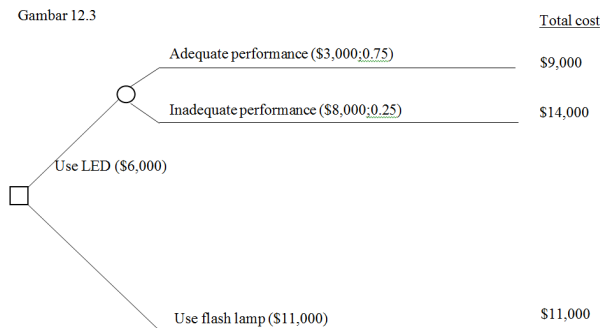 Gambar 12.3
Total cost
Adequate performance ($3,000;0.75)
$9,000
Inadequate performance ($8,000;0.25)
$14,000
Use LED ($6,000)
Use flash lamp ($11,000)
$11,000